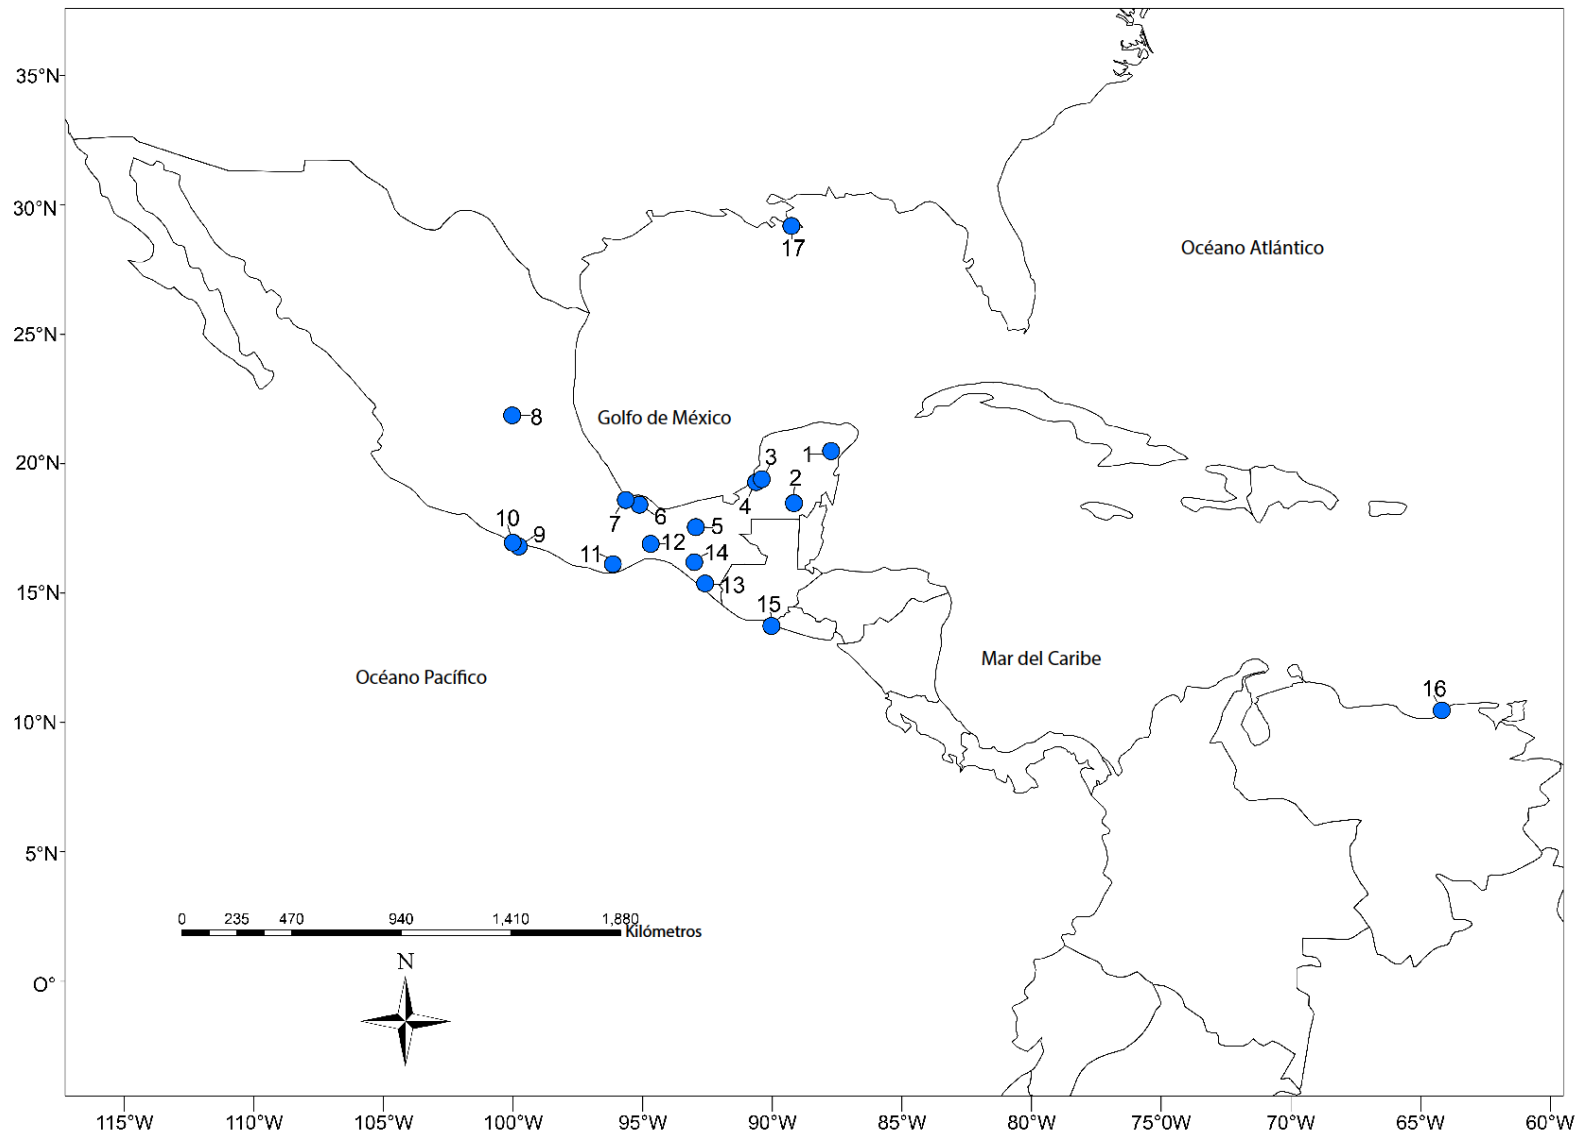 35°N
30°N
17
Océano Atlántico
25°N
8
Golfo de México
20°N
1
3
2
4
7
6
5
10
9
12
11
14
13
15°N
15
Mar del Caribe
Océano Pacífico
16
10°N
5°N
0 235 470 940 1,410 1,880
Kilómetros
N
O°
115°W 110°W 105°W 100°W 95°W 90°W 85°W 80°W 75°W 70°W 65°W 60°W